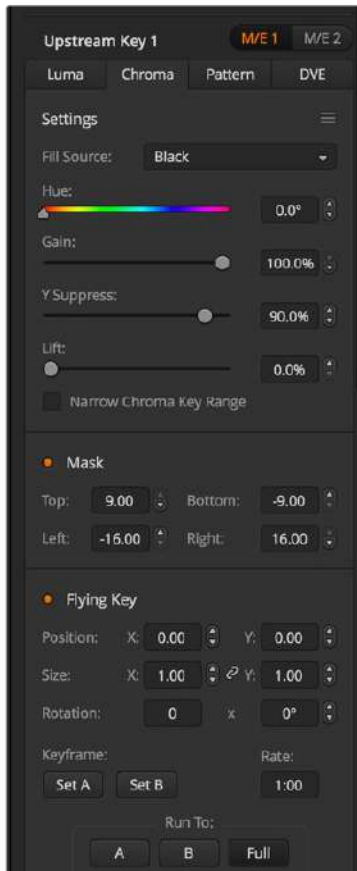 Upstream Key 1 M/E 1 M/E 2
Luma Chroma Pattern DVE
Settings
Fill Source: Black
Hue:
0.0°
Gain:
100.0%
Y Suppress:
90.0%
Lift:
0.0%
Narrow Chroma Key Range
Mask
Top: 9.00 Bottom: -9.00
Left: -16.00 Right: 16.00
Flying Key
Position: X: 0.00 Y: 0.00
Size: X: 1.00 Y: 1.00
Rotation: 0 x 0°
Keyframe: Rate:
Set A Set B 1:00
Run To:
A B Full